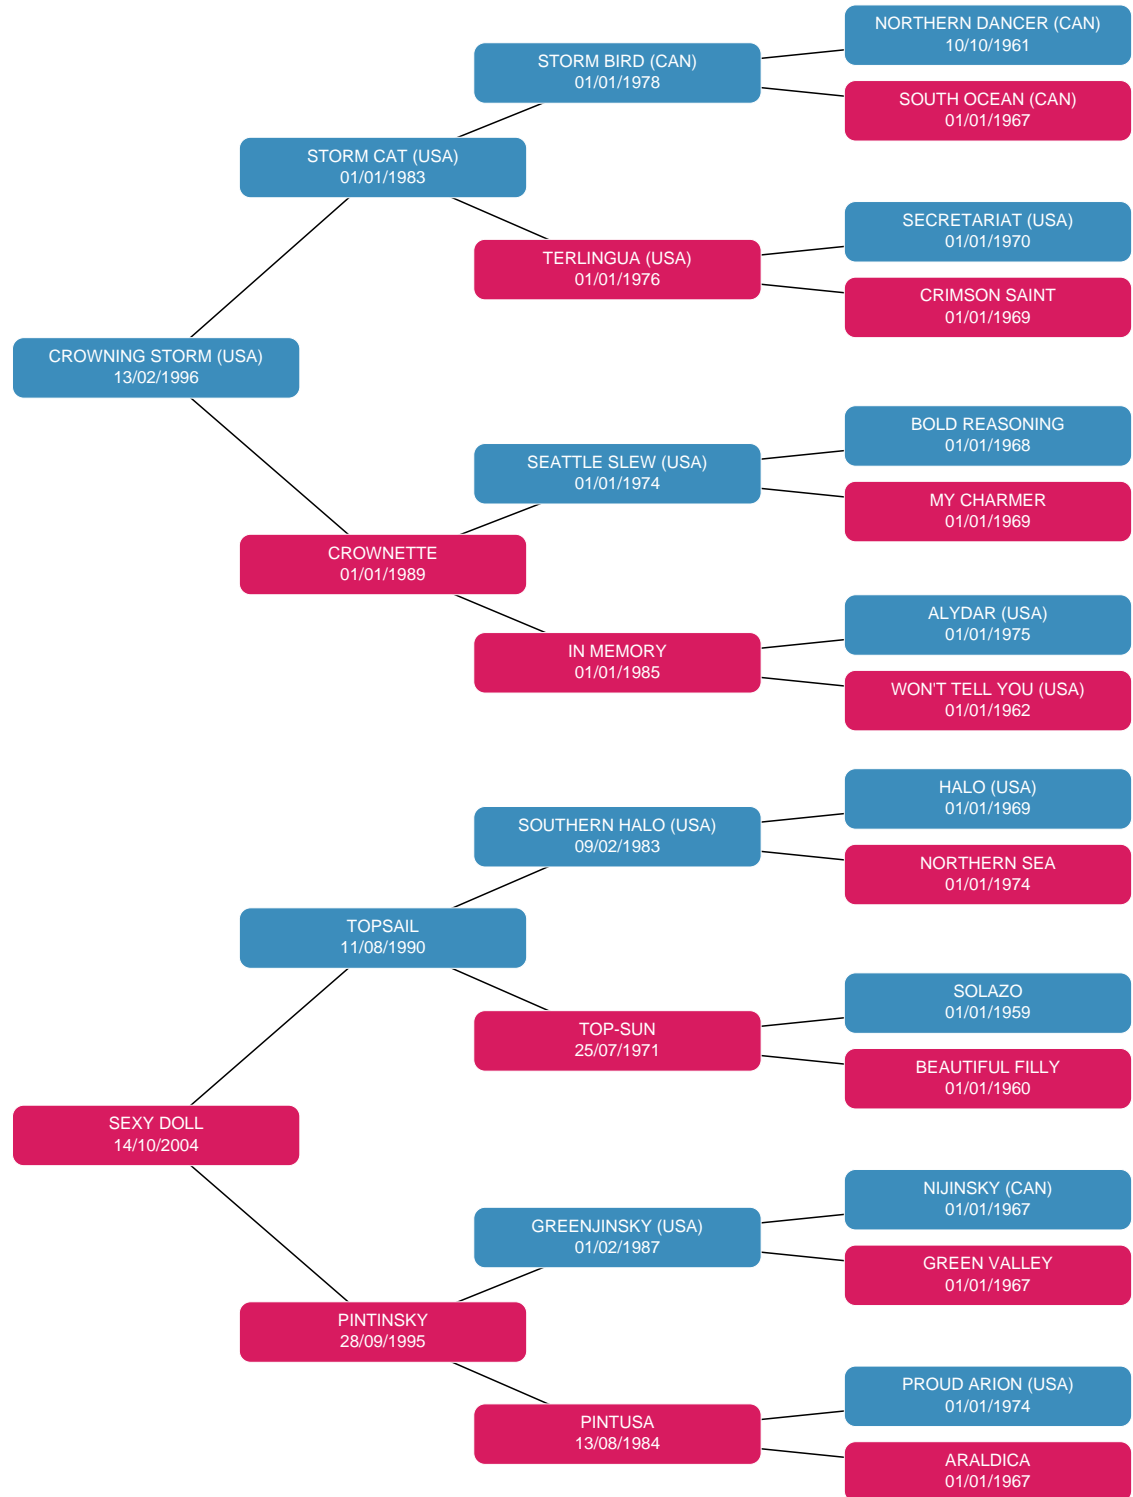 NORTHERN DANCER (CAN)
10/10/1961
STORM BIRD (CAN)
01/01/1978
SOUTH OCEAN (CAN)
01/01/1967
STORM CAT (USA)
01/01/1983
SECRETARIAT (USA)
01/01/1970
TERLINGUA (USA)
01/01/1976
CRIMSON SAINT
01/01/1969
CROWNING STORM (USA)
13/02/1996
BOLD REASONING
01/01/1968
SEATTLE SLEW (USA)
01/01/1974
MY CHARMER
01/01/1969
CROWNETTE
01/01/1989
ALYDAR (USA)
01/01/1975
IN MEMORY
01/01/1985
WON'T TELL YOU (USA)
01/01/1962
HALO (USA)
01/01/1969
SOUTHERN HALO (USA)
09/02/1983
NORTHERN SEA
01/01/1974
TOPSAIL
11/08/1990
SOLAZO
01/01/1959
TOP-SUN
25/07/1971
BEAUTIFUL FILLY
01/01/1960
SEXY DOLL
14/10/2004
NIJINSKY (CAN)
01/01/1967
GREENJINSKY (USA)
01/02/1987
GREEN VALLEY
01/01/1967
PINTINSKY
28/09/1995
PROUD ARION (USA)
01/01/1974
PINTUSA
13/08/1984
ARALDICA
01/01/1967